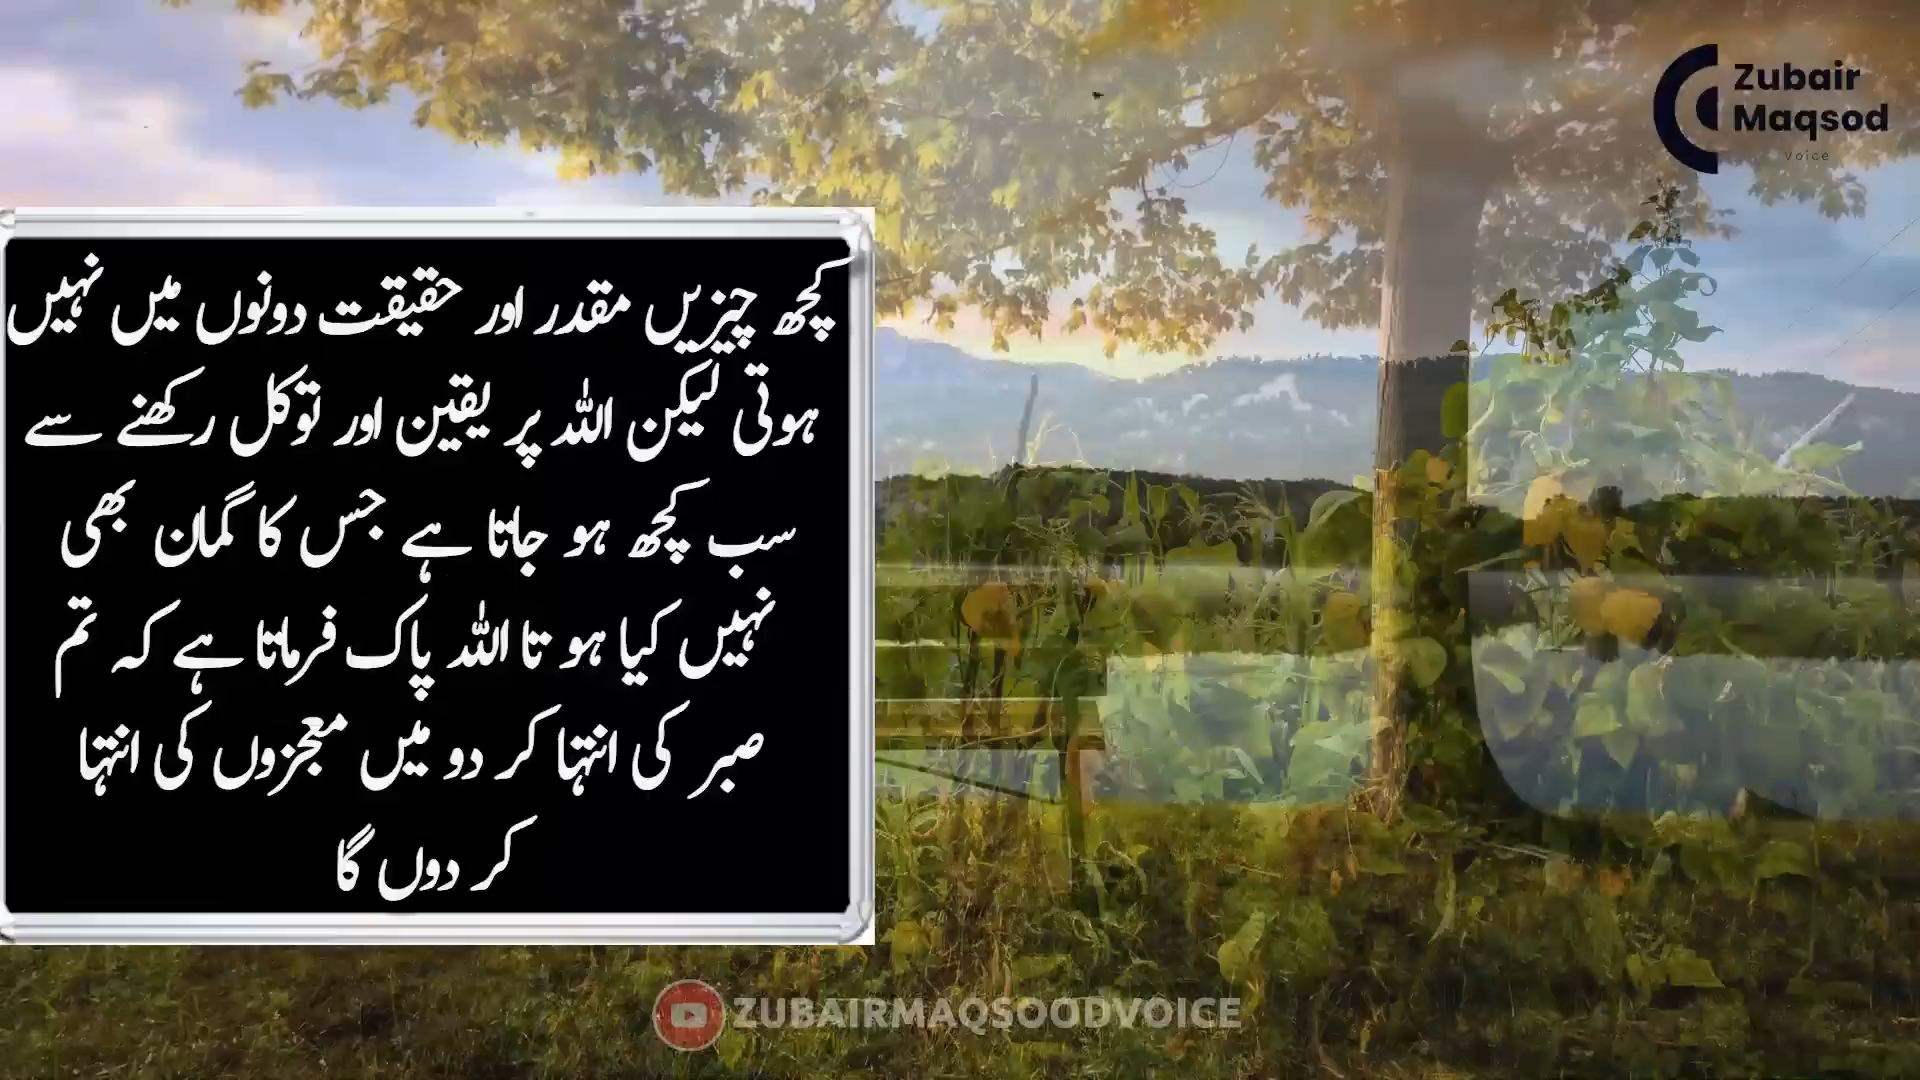 Zubair
Maqsod
Voice
کچھ چیزیں مقدر اور حقیقت دونوں میں نہیں
ہوتی لیکن اللہ پر یقین اور توکل رکھنے سے
سب کچھ ہو جاتا ہے جس کا گمان بھی
نہیں کیا ہو تا اللہ پاک فرماتا ہے کہ تم
صبر کی انتہا کر دو میں معجزوں کی انتہا
کر دوں گا
ZUBAIRMAQSOODVOICE